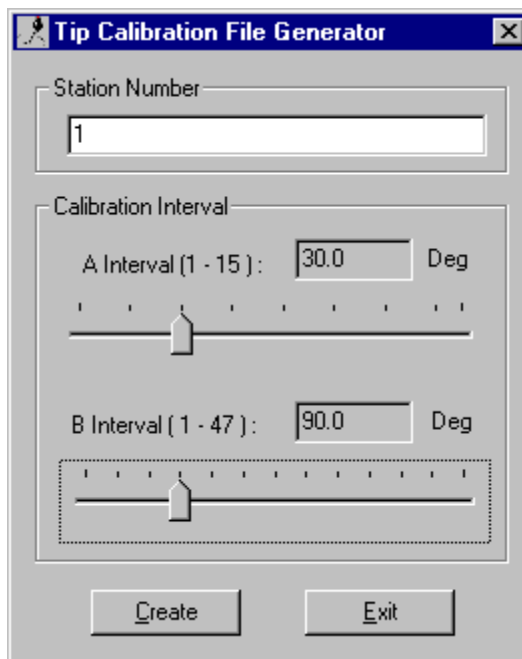 Tip Calibration File Generator
Station Number
1
Calibration Interval
A Interval (1 - 15 ) : 30.0 Deg
B Interval ( 1 - 47 ) : 90.0 Deg
Create Exit